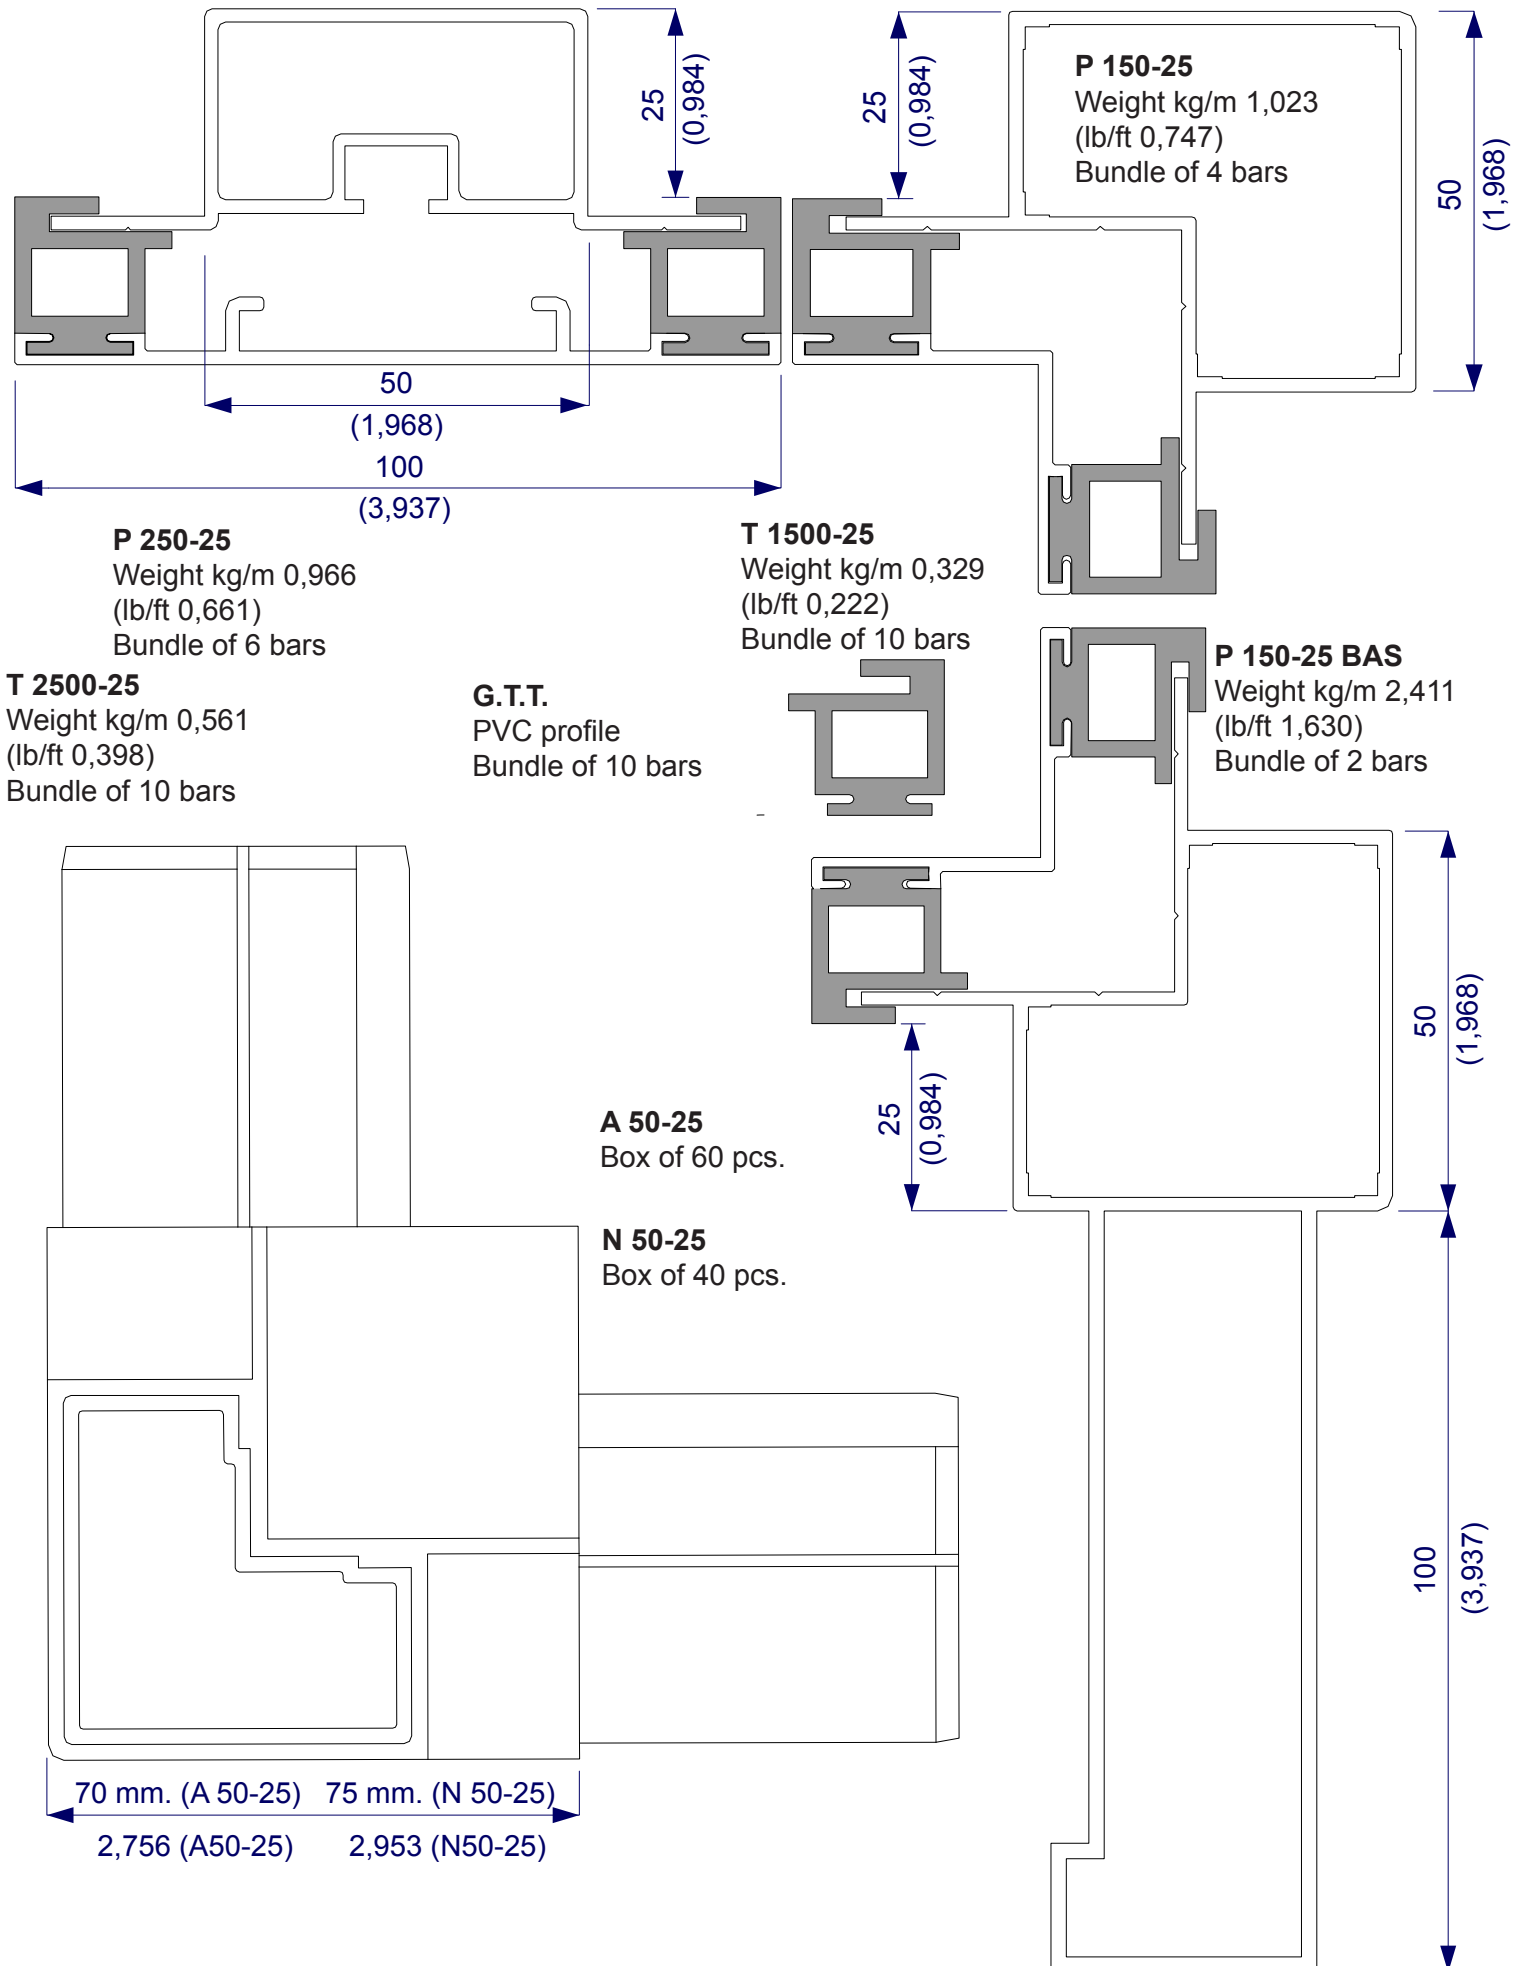 25
(0,984)
25
(0,984)
P 150-25
Weight kg/m 1,023
(lb/ft 0,747)
Bundle of 4 bars
50
(1,968)
50
(1,968)
100
(3,937)
P 250-25
Weight kg/m 0,966
(lb/ft 0,661)
Bundle of 6 bars
T 1500-25
Weight kg/m 0,329
(lb/ft 0,222)
Bundle of 10 bars
T 2500-25
Weight kg/m 0,561
(lb/ft 0,398)
Bundle of 10 bars
G.T.T.
PVC profile
Bundle of 10 bars
P 150-25 BAS
Weight kg/m 2,411
(lb/ft 1,630)
Bundle of 2 bars
50
(1,968)
25
(0,984)
A 50-25
Box of 60 pcs.
N 50-25
Box of 40 pcs.
100
(3,937)
70 mm. (A 50-25) 75 mm. (N 50-25)
2,756 (A50-25) 2,953 (N50-25)